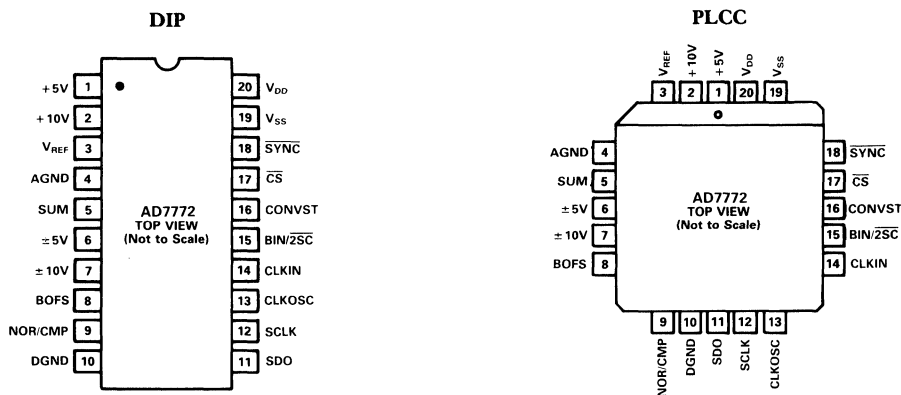 DIP
+5V 1
+10V 2
VREF 3
AGND 4
SUM 5
±5V 6
±10V 7
BOFS 8
NOR/CMP 9
DGND 10
AD7772
TOP VIEW
(Not to Scale)
20 VDD
19 VSS
18 SYNC
17 CS
16 CONVST
15 BIN/2SC
14 CLKIN
13 CLKOSC
12 SCLK
11 SDO
PLCC
VREF +10V +5V VDD VSS
3 2 1 20 19
AGND 4
SUM 5
±5V 6
±10V 7
BOFS 8
AD7772
TOP VIEW
(Not to Scale)
18 SYNC
17 CS
16 CONVST
15 BIN/2SC
14 CLKIN
9 10 11 12 13
NOR/CMP DGND SDO SCLK CLKOSC